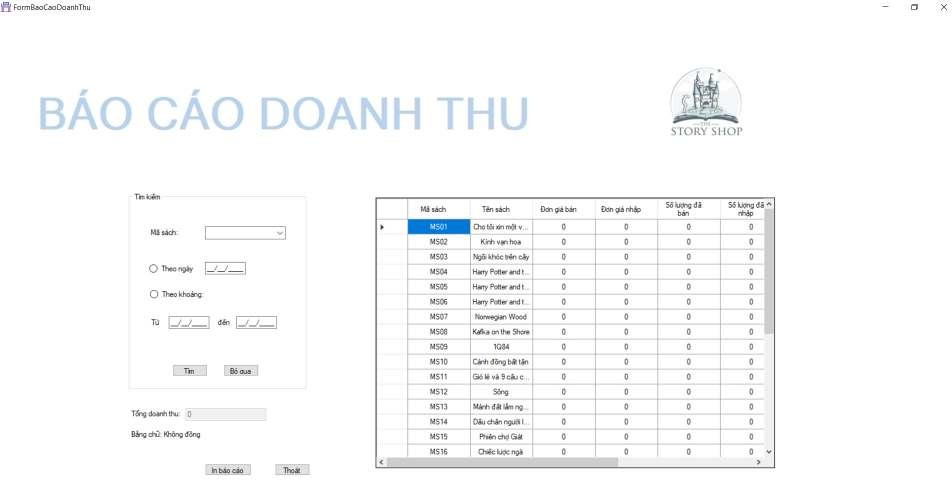 FormBaoCaoDoanhThu
BÁO CÁO DOANH THU
THE
STORY SHOP
Tìm kiếm
Mã sách:
Theo ngày __/__/____
Theo khoảng:
Từ __/__/____ đến __/__/____
Tìm Bỏ qua
Tổng doanh thu: 0
Bằng chữ: Không đồng
In báo cáo Thoát
Mã sách Tên sách Đơn giá bán Đơn giá nhập Số lượng đã bán Số lượng đã nhập
MS01 Cho tôi xin một v... 0 0 0 0
MS02 Kính vạn hoa 0 0 0 0
MS03 Ngồi khóc trên cây 0 0 0 0
MS04 Harry Potter and t... 0 0 0 0
MS05 Harry Potter and t... 0 0 0 0
MS06 Harry Potter and t... 0 0 0 0
MS07 Norwegian Wood 0 0 0 0
MS08 Kafka on the Shore 0 0 0 0
MS09 1Q84 0 0 0 0
MS10 Cánh đồng bất tận 0 0 0 0
MS11 Gió lẻ và 9 câu c... 0 0 0 0
MS12 Sông 0 0 0 0
MS13 Mảnh đất lắm ng... 0 0 0 0
MS14 Dấu chân người l... 0 0 0 0
MS15 Phiên chợ Giát 0 0 0 0
MS16 Chiếc lược ngà 0 0 0 0